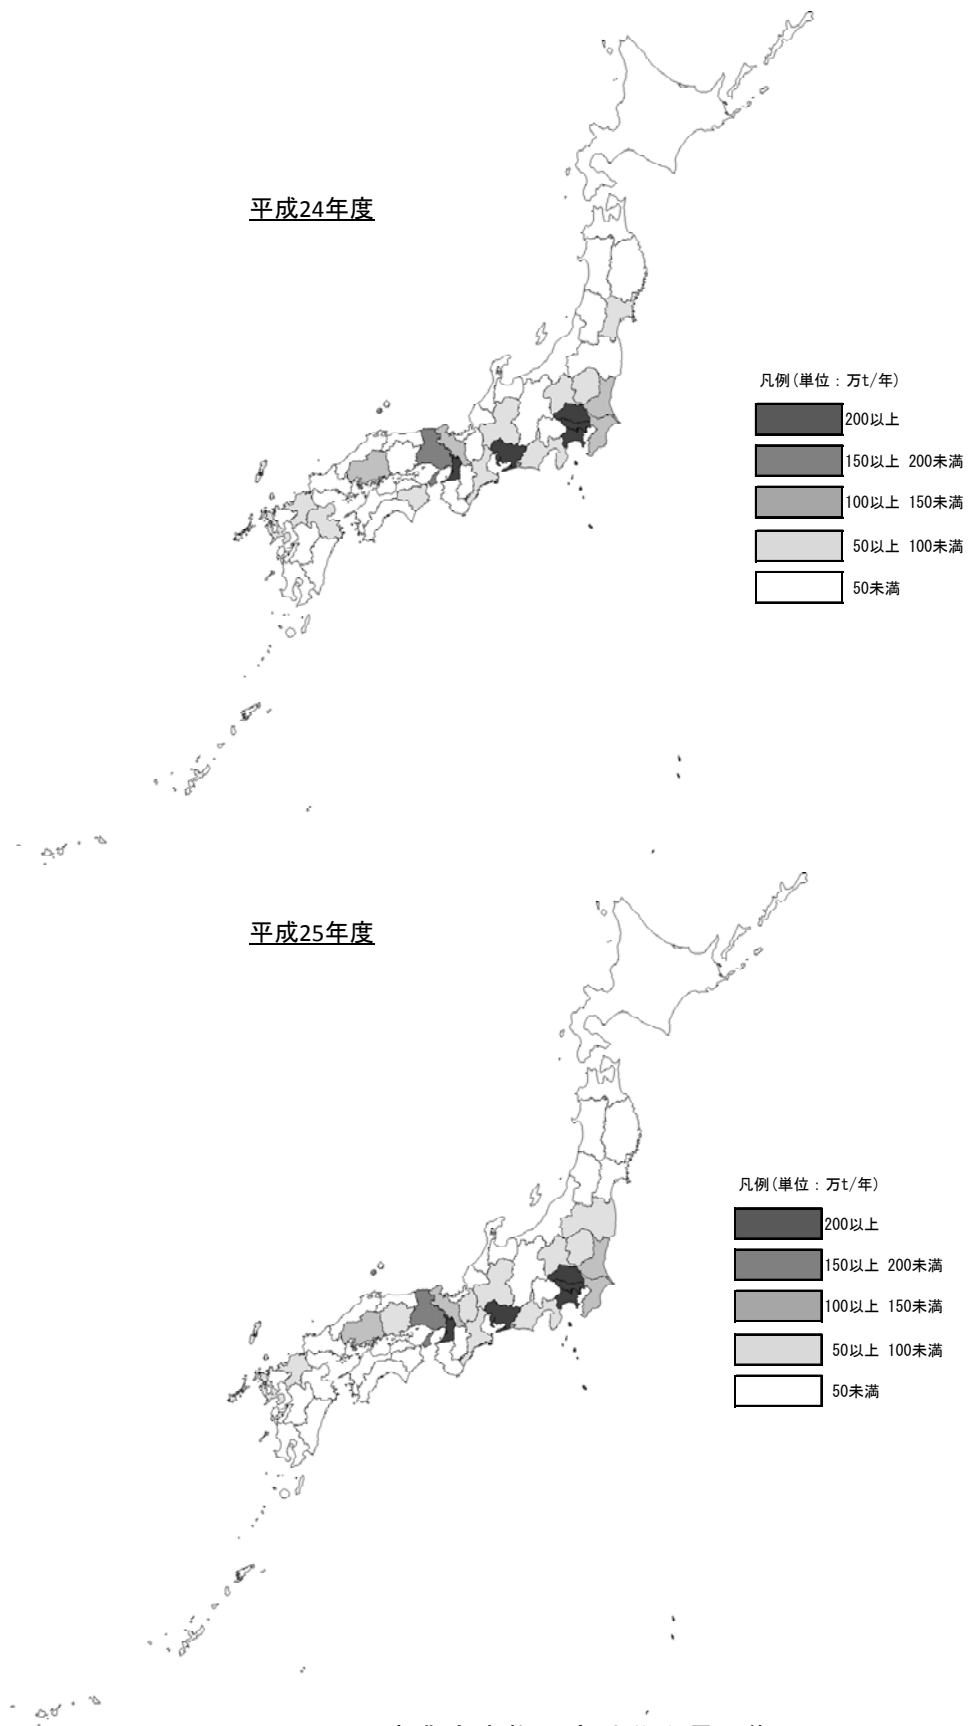 平成24年度
凡例(単位：万t/年)
200以上
150以上 200未満
100以上 150未満
50以上 100未満
50未満
平成25年度
凡例(単位：万t/年)
200以上
150以上 200未満
100以上 150未満
50以上 100未満
50未満